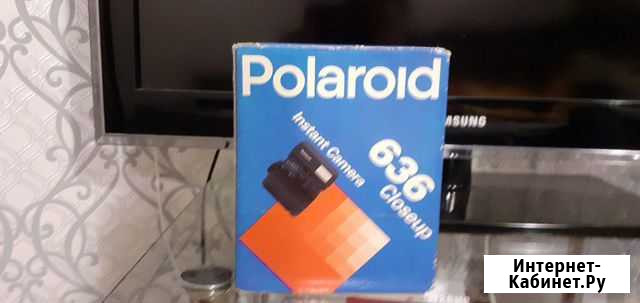 Polaroid
Instant Camera
636
Closeup
SAMSUNG
Интернет-
Кабинет.Ру